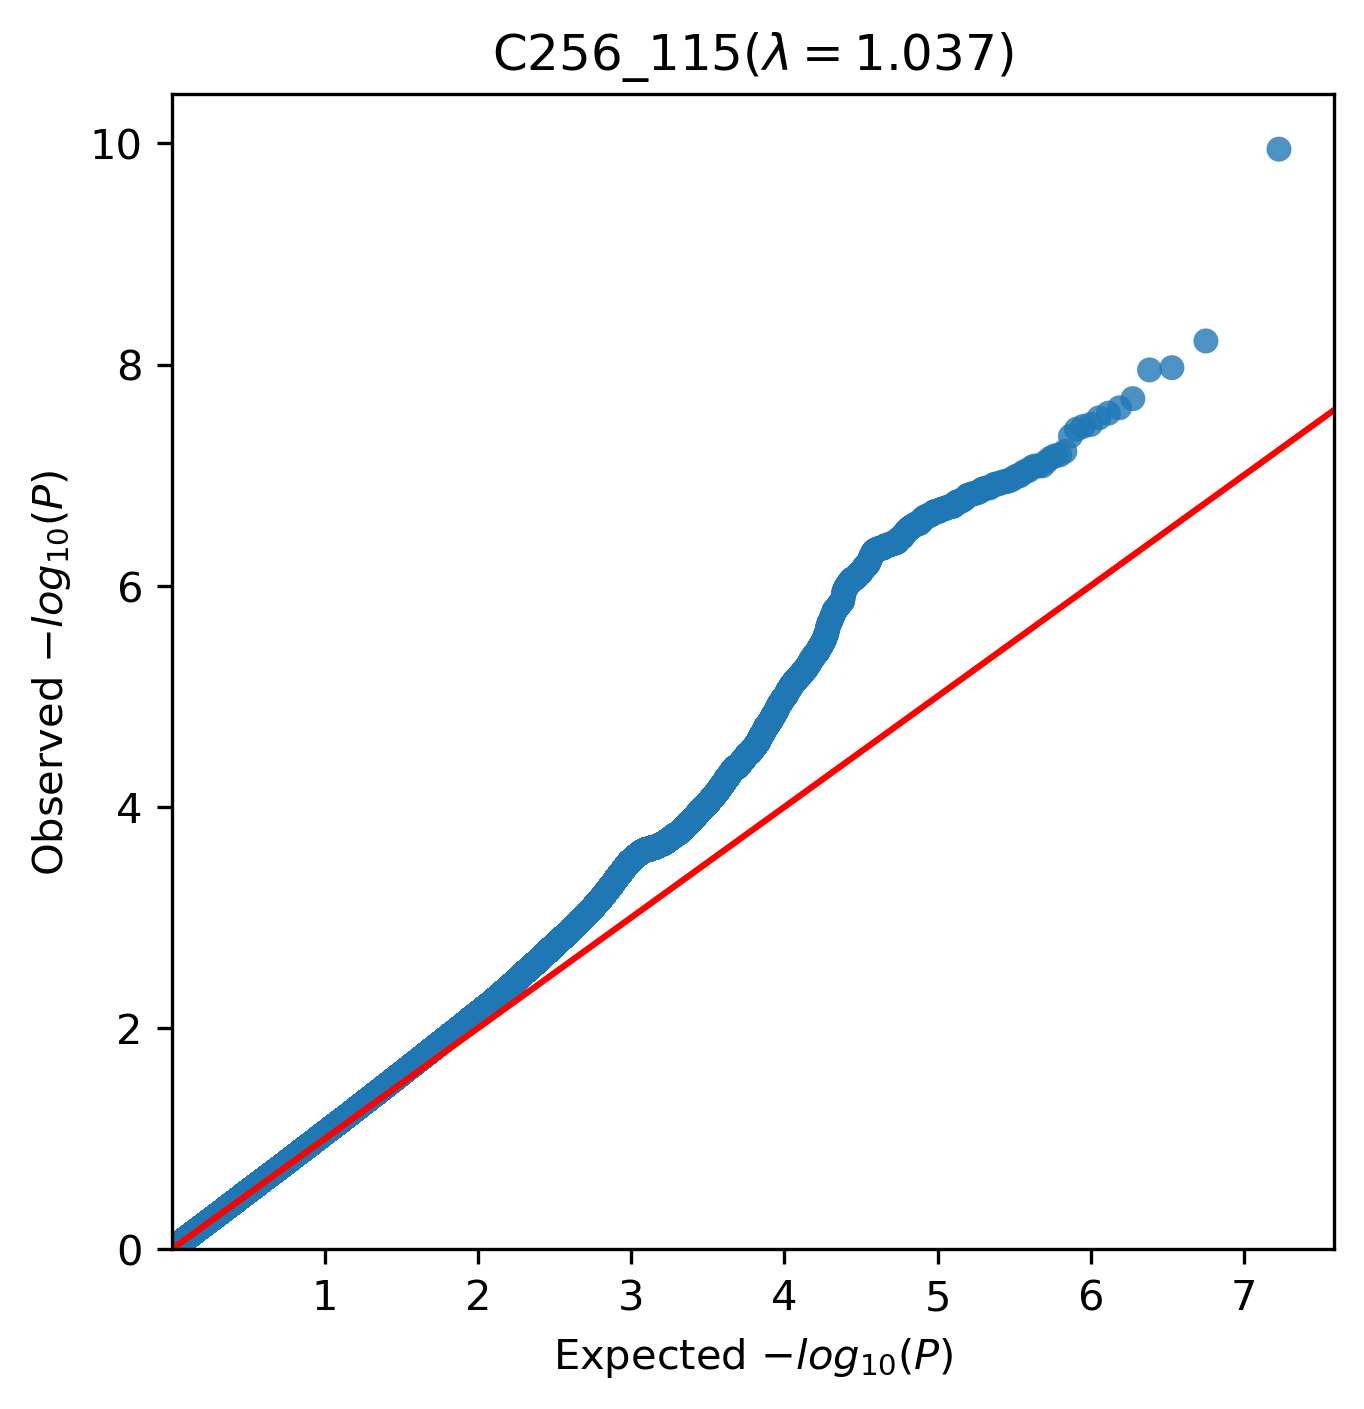 C256_115(λ = 1.037)
10
8
6
4
2
0
Observed −log10(P)
1 2 3 4 5 6 7
Expected −log10(P)